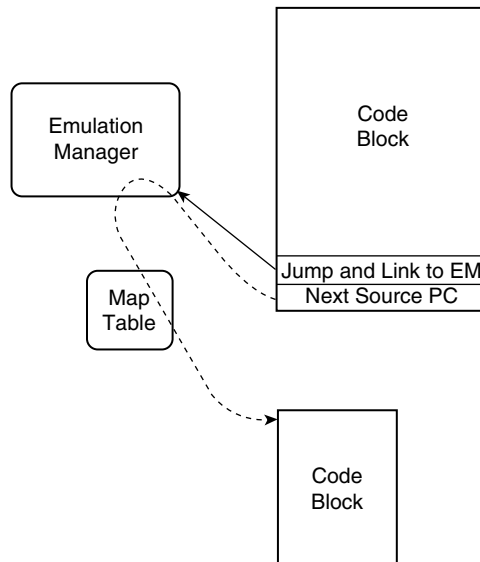 Code
Block
Emulation
Manager
Jump and Link to EM
Next Source PC
Map
Table
Code
Block